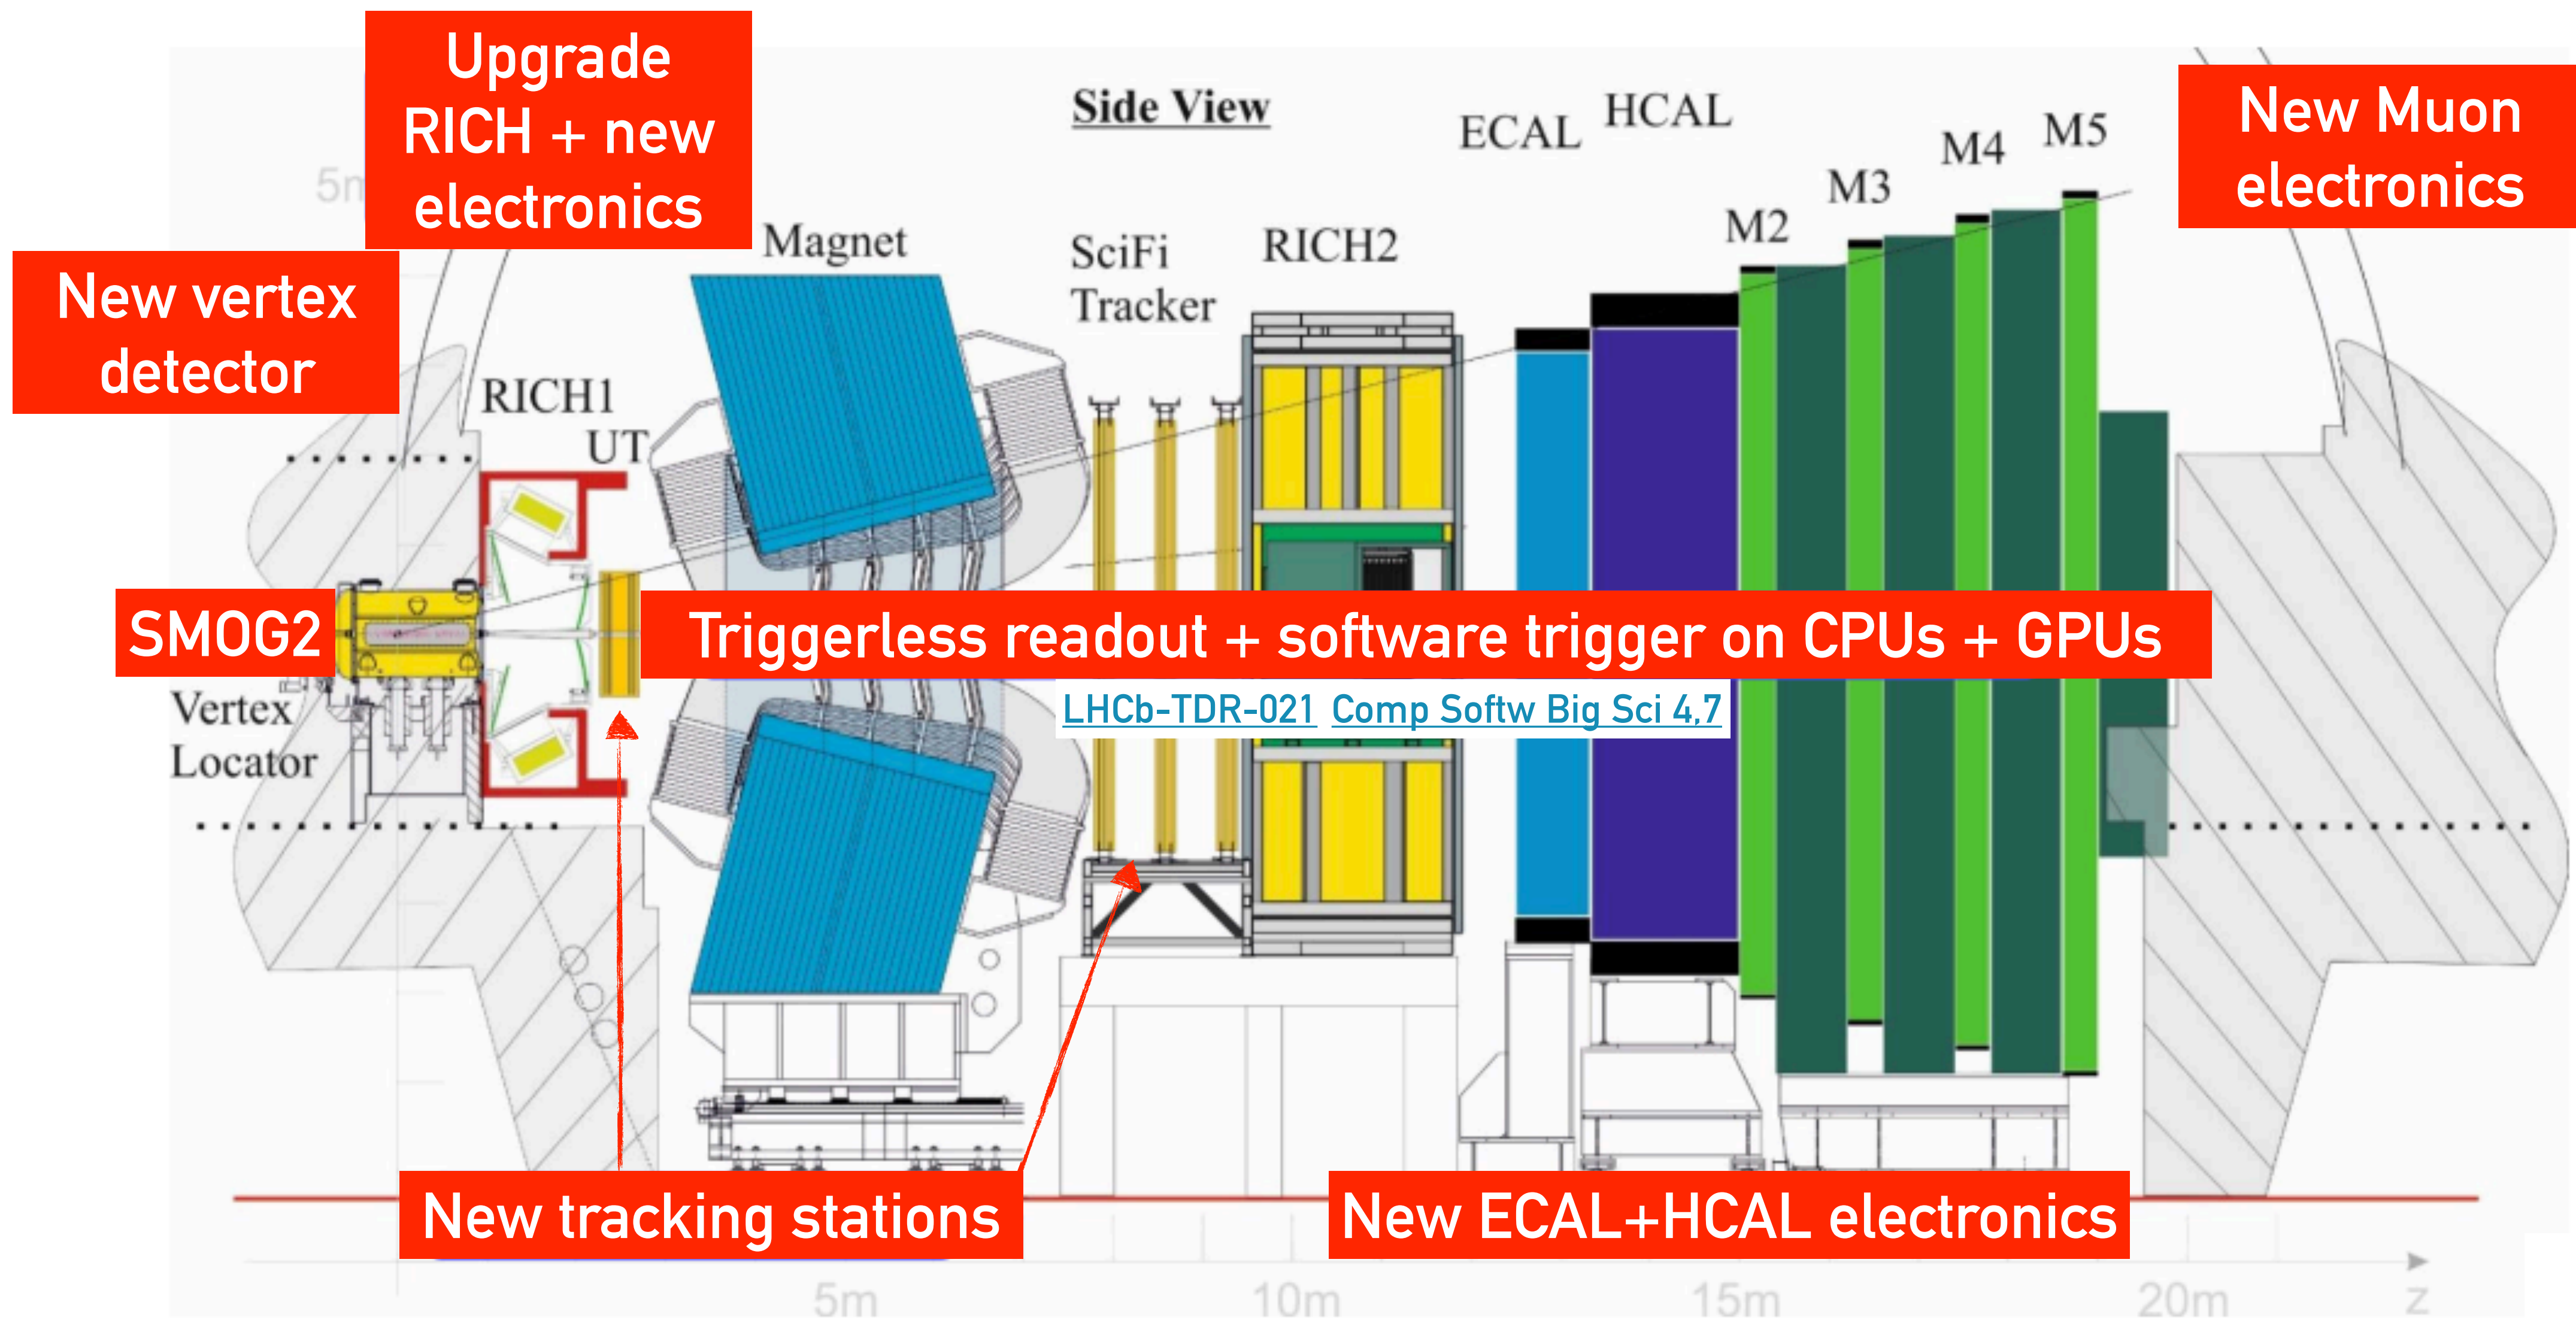 Upgrade
RICH + new
electronics
Side View
ECAL
HCAL
M5
M4
M3
M2
New Muon
electronics
5m
Magnet
SciFi
Tracker
RICH2
New vertex
detector
RICH1
UT
SMOG2
Triggerless readout + software trigger on CPUs + GPUs
LHCb-TDR-021 Comp Softw Big Sci 4,7
Vertex
Locator
New tracking stations
New ECAL+HCAL electronics
5m
10m
15m
20m
z